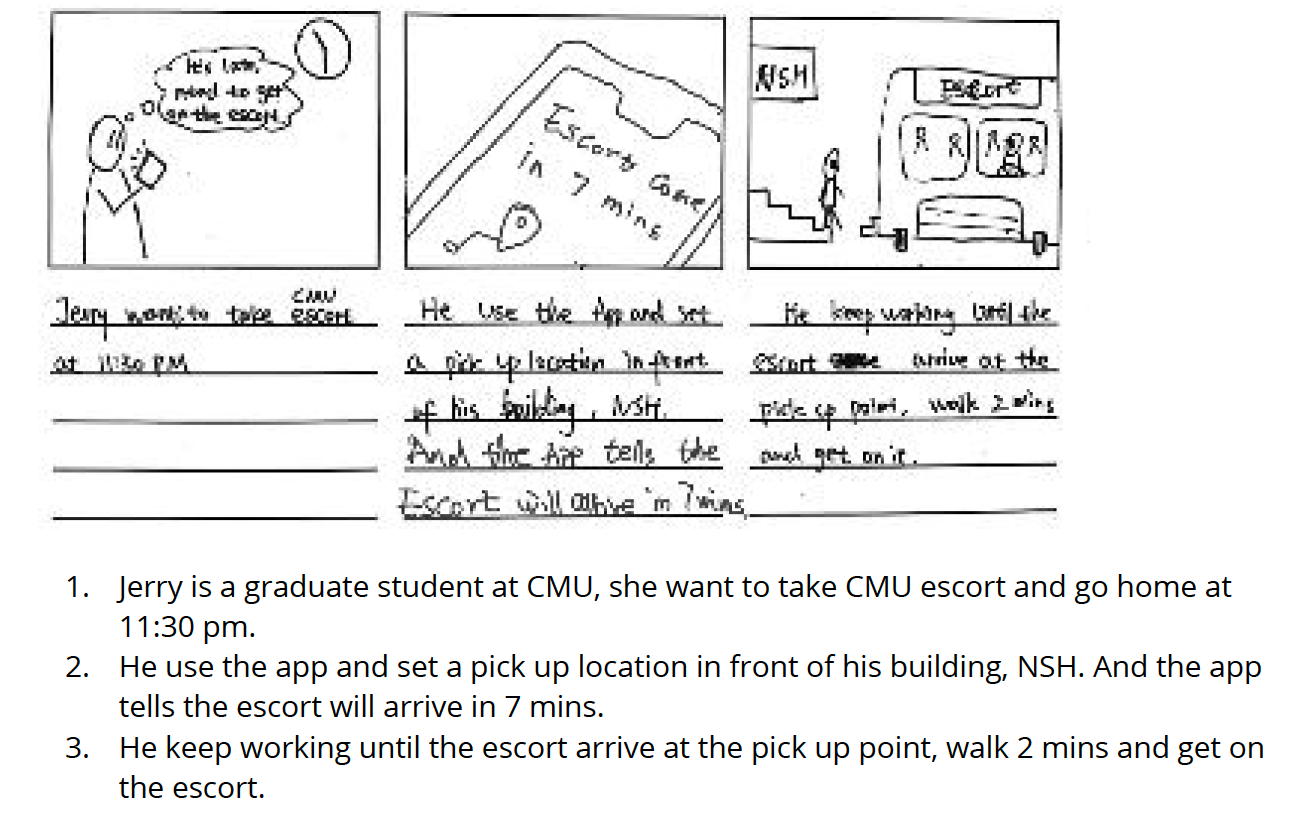 It's late,
need to get
on the escort
Escort Come
in 7 mins
NSH
Escort
Jerry wants to take CMU escort
at 11:30 PM
He use the App and set
a pick up location in front
of his building, NSH.
And the App tells the
Escort will arrive in 7 mins
He keep working until the
escort arrive at the
pick up point, walk 2 mins
and get on it.
1. Jerry is a graduate student at CMU, she want to take CMU escort and go home at
11:30 pm.
2. He use the app and set a pick up location in front of his building, NSH. And the app
tells the escort will arrive in 7 mins.
3. He keep working until the escort arrive at the pick up point, walk 2 mins and get on
the escort.